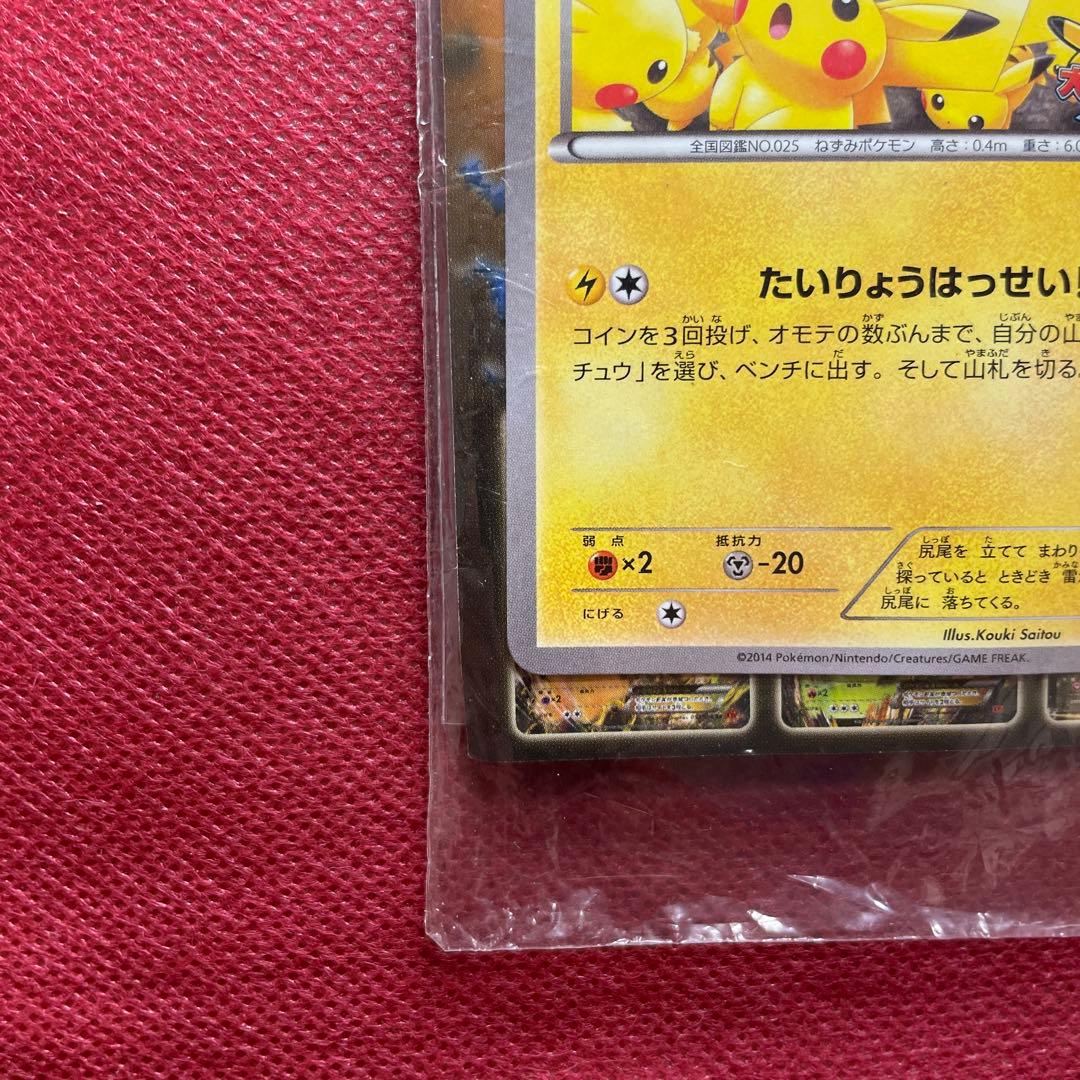 全国図鑑NO.025 ねずみポケモン 高さ:0.4m 重さ:6.0
たいりょうはっせい!
コインを3回投げ、オモテの数ぶんまで、自分の山
チュウ」を選び、ベンチに出す。そして山札を切る。
弱点 抵抗力
×2 -20
にげる
尻尾を 立てて まわり
探っていると ときどき 雷
尻尾に 落ちてくる。
Illus.Kouki Saitou
©2014 Pokémon/Nintendo/Creatures/GAME FREAK.
×2
×2